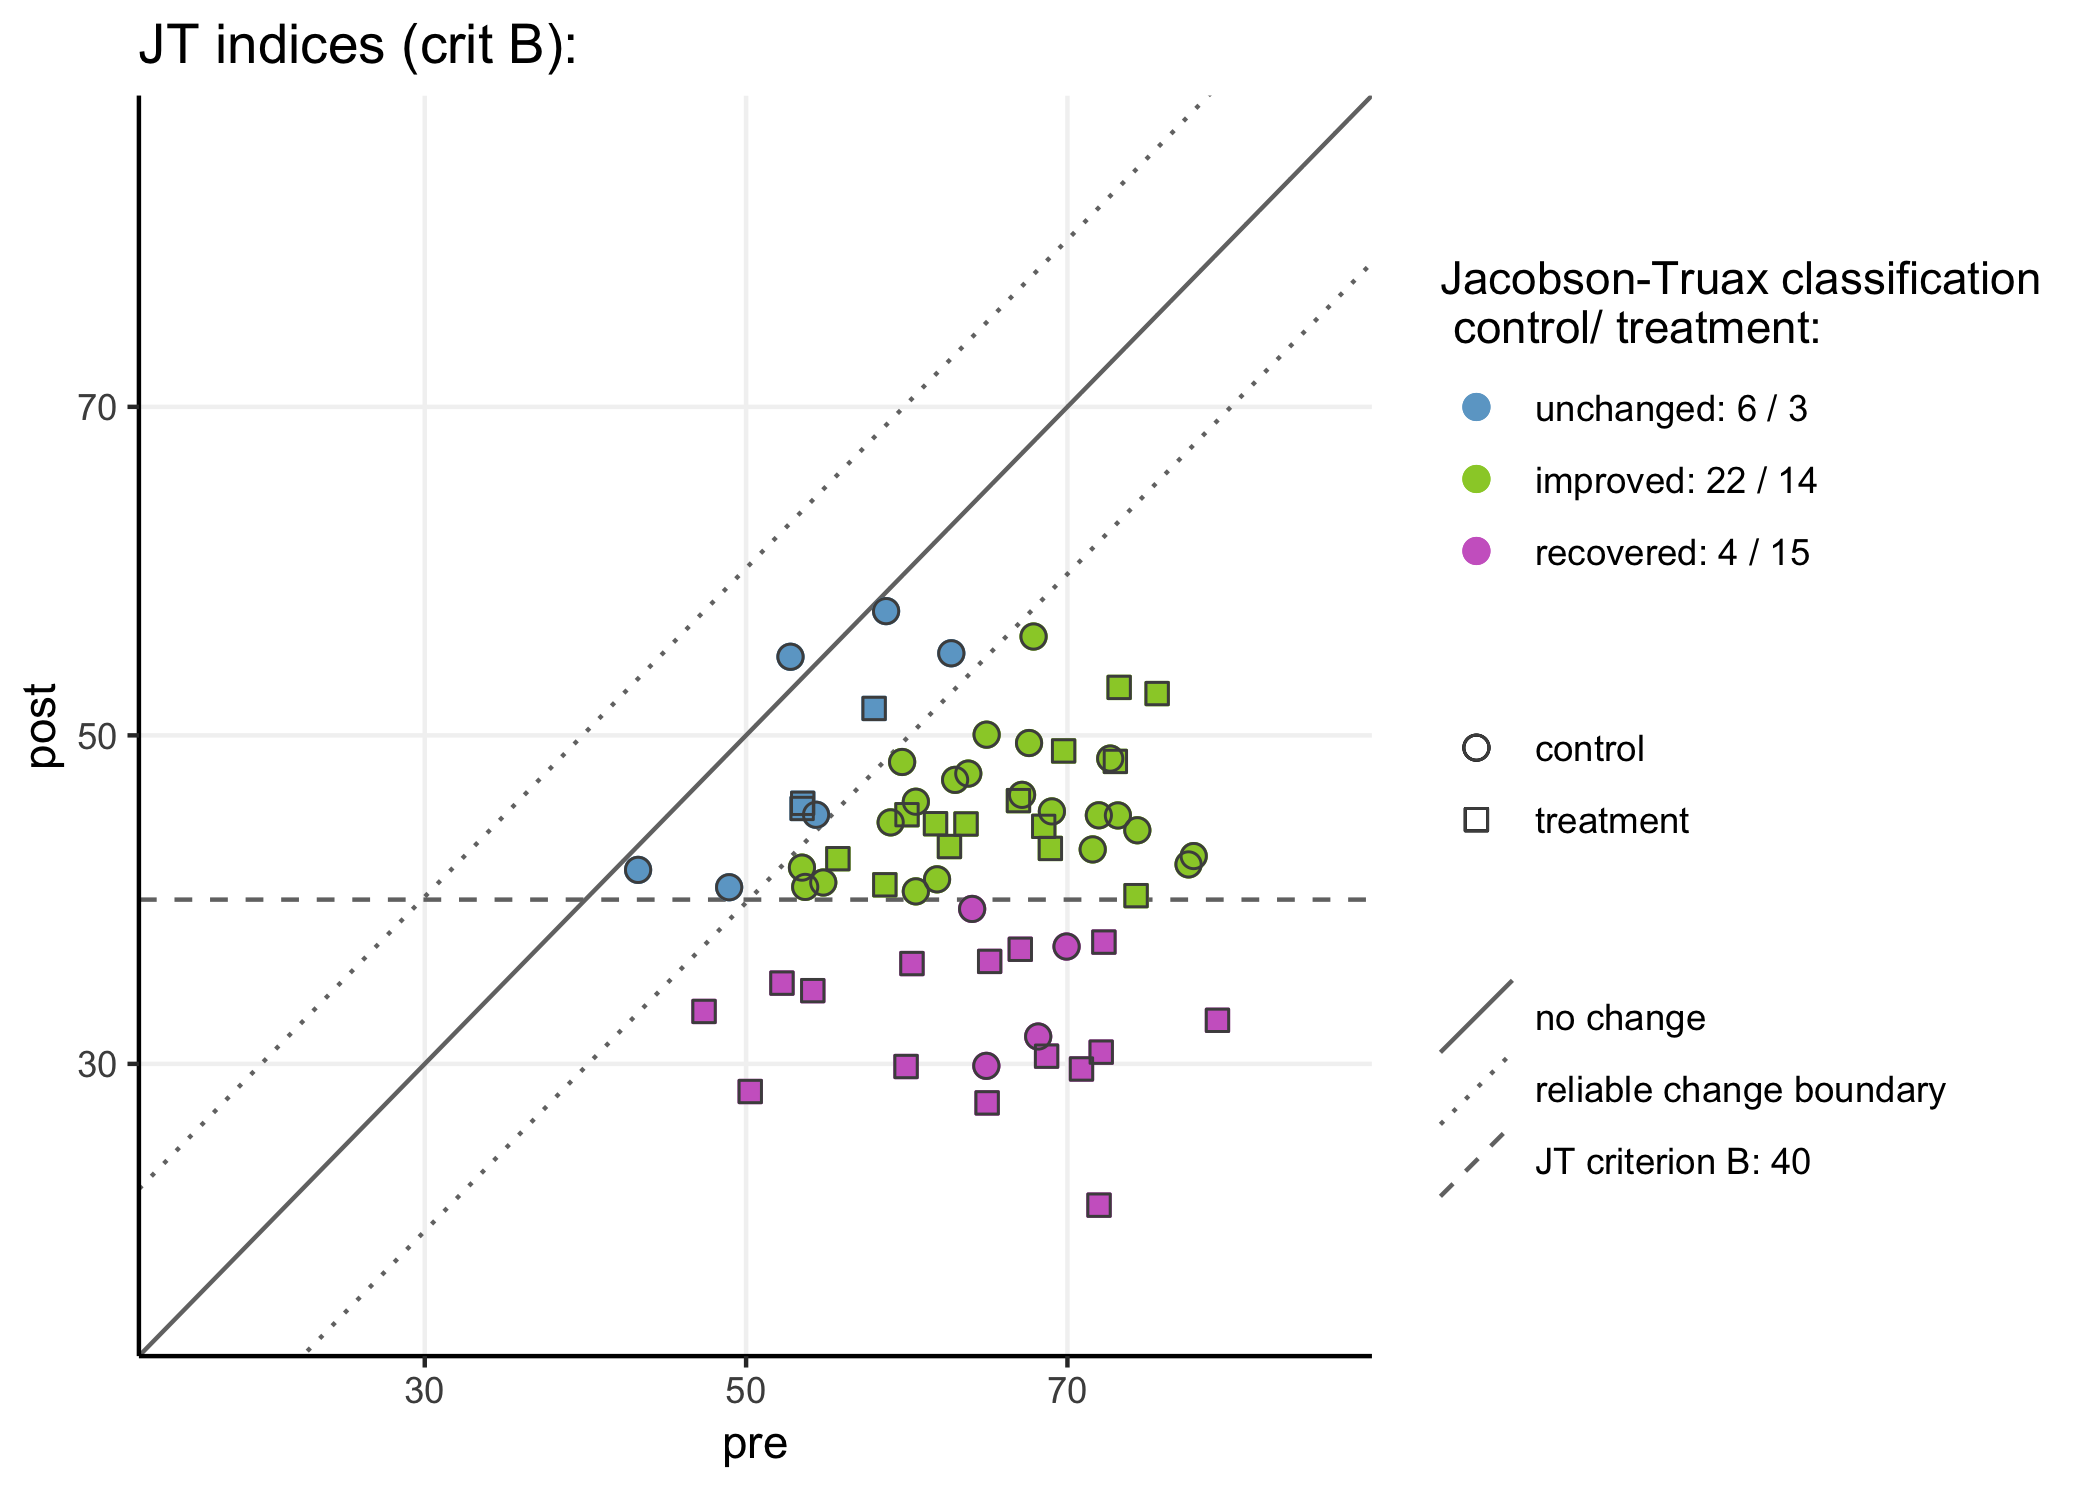 JT indices (crit B):
70
50
30
post
30
50
70
pre
Jacobson-Truax classification
control/ treatment:
unchanged: 6 / 3
improved: 22 / 14
recovered: 4 / 15
control
treatment
no change
reliable change boundary
JT criterion B: 40